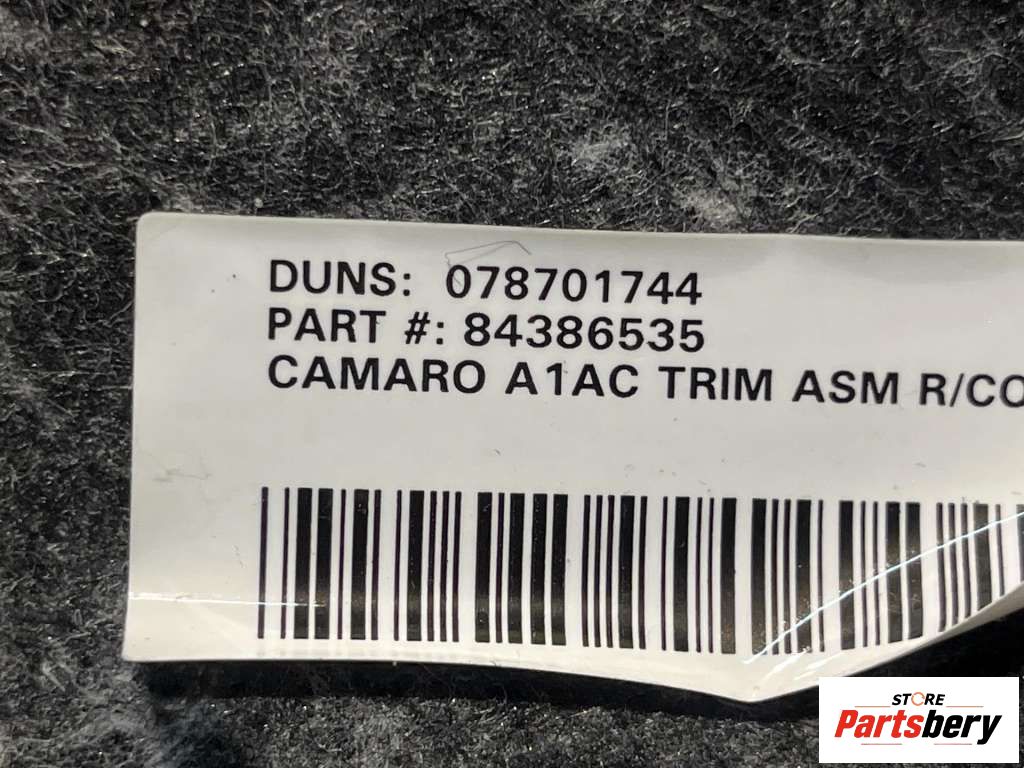 DUNS: 078701744
PART #: 84386535
CAMARO A1AC TRIM ASM R/CO
STORE
Partsbery